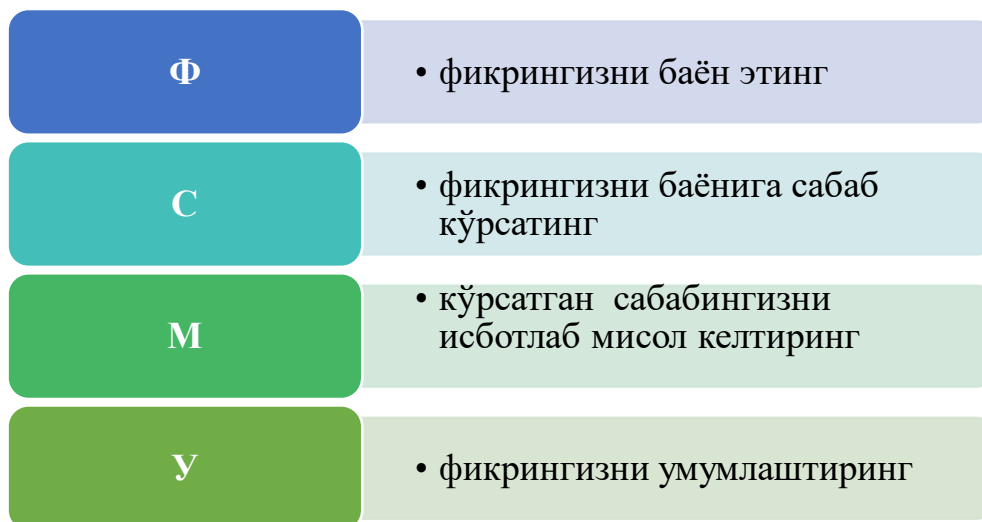 Ф
• фикрингизни баён этинг
С
• фикрингизни баёнига сабаб
кўрсатинг
М
• кўрсатган сабабингизни
исботлаб мисол келтиринг
У
• фикрингизни умумлаштиринг